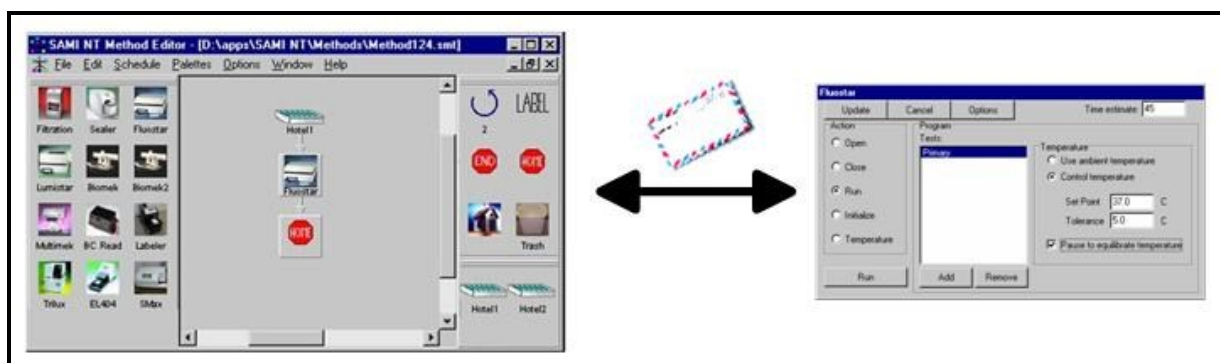 SAMI NT Method Editor - [D:\apps\SAMI NT\Methods\Method124.smt]
File Edit Schedule Palettes Options Window Help
Filtration Sealer Fluostar
Lumistar Biomek Biomek2
Multimek BC Read Labeler
Trilux EL404 SMax
Hotel1
Fluostar
HOME
LABEL
2
END HOME
Trash
Hotel1 Hotel2
Fluostar
Update Cancel Options Time estimate: 45
Action
Open
Close
Run
Initialize
Temperature
Run
Program
Tests:
Primary
Add Remove
Temperature
Use ambient temperature
Control temperature
Set Point 37.0 C
Tolerance 5.0 C
Pause to equilibrate temperature